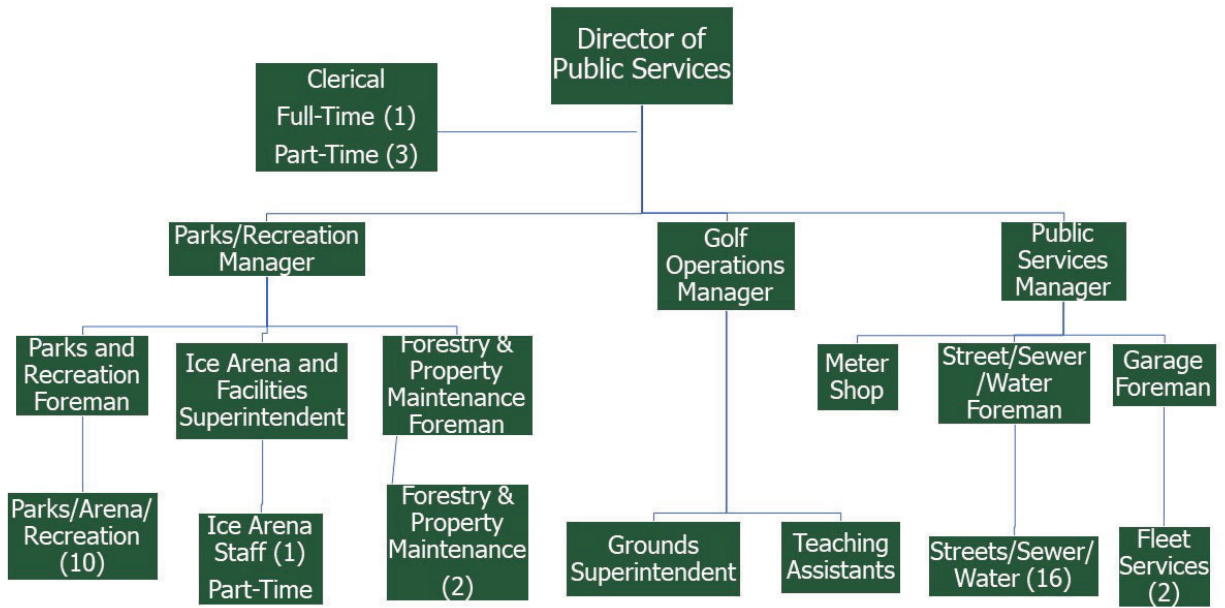 Director of
Public Services
Clerical
Full-Time (1)
Part-Time (3)
Parks/Recreation
Manager
Golf
Operations
Manager
Public
Services
Manager
Parks and
Recreation
Foreman
Ice Arena and
Facilities
Superintendent
Forestry &
Property
Maintenance
Foreman
Meter
Shop
Street/Sewer
/Water
Foreman
Garage
Foreman
Parks/Arena/
Recreation
(10)
Ice Arena
Staff (1)
Part-Time
Forestry &
Property
Maintenance
(2)
Grounds
Superintendent
Teaching
Assistants
Streets/Sewer/
Water (16)
Fleet
Services
(2)